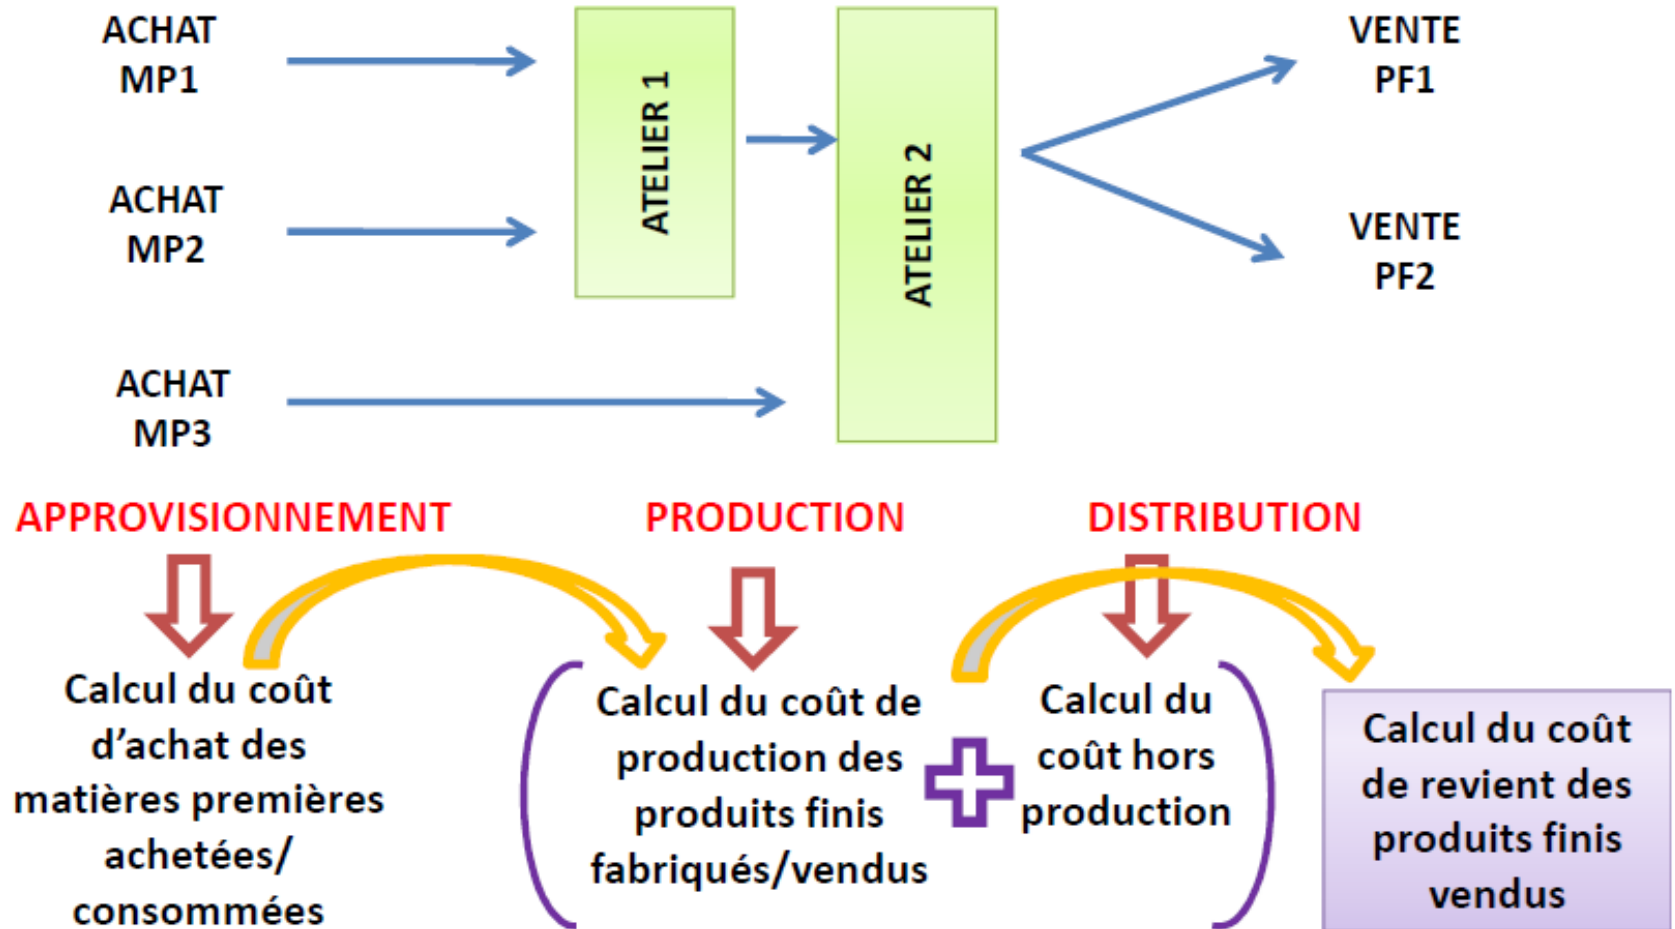 ACHAT
MP1
ACHAT
MP2
ACHAT
MP3
ATELIER 1
ATELIER 2
VENTE
PF1
VENTE
PF2
APPROVISIONNEMENT
PRODUCTION
DISTRIBUTION
Calcul du coût
d'achat des
matières premières
achetées/
consommées
Calcul du coût de
production des
produits finis
fabriqués/vendus
Calcul du
coût hors
production
Calcul du coût
de revient des
produits finis
vendus